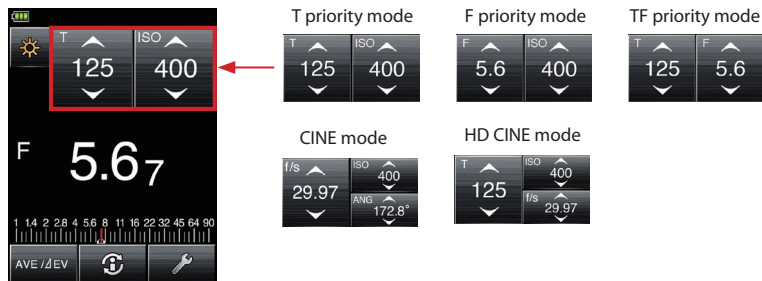 T priority mode
F priority mode
TF priority mode
T
125
ISO
400
T
125
ISO
400
F
5.6
ISO
400
T
125
F
5.6
F
5.67
CINE mode
HD CINE mode
f/s
29.97
ISO
400
ANG
172.8°
T
125
ISO
400
f/s
29.97
1 1.4 2 2.8 4 5.6 8 11 16 22 32 45 64 90
AVE /⊿EV